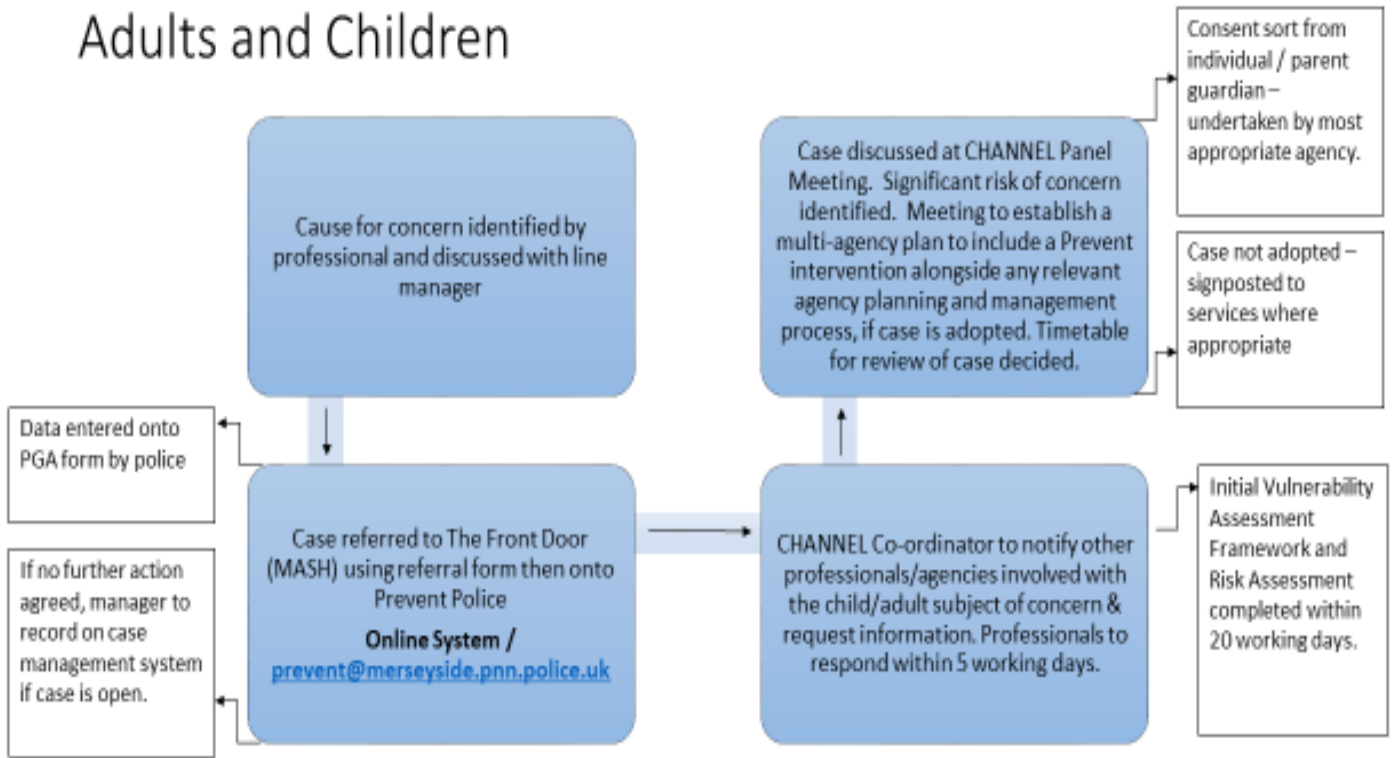 Adults and Children
Cause for concern identified by
professional and discussed with line
manager
Data entered onto
PGA form by police
If no further action
agreed, manager to
record on case
management system
if case is open.
Case referred to The Front Door
(MASH) using referral form then onto
Prevent Police
Online System /
prevent@merseyside.pnn.police.uk
CHANNEL Co-ordinator to notify other
professionals/agencies involved with
the child/adult subject of concern &
request information. Professionals to
respond within 5 working days.
Initial Vulnerability
Assessment
Framework and
Risk Assessment
completed within
20 working days.
Case discussed at CHANNEL Panel
Meeting. Significant risk of concern
identified. Meeting to establish a
multi-agency plan to include a Prevent
intervention alongside any relevant
agency planning and management
process, if case is adopted. Timetable
for review of case decided.
Consent sort from
individual / parent
guardian –
undertaken by most
appropriate agency.
Case not adopted –
signposted to
services where
appropriate